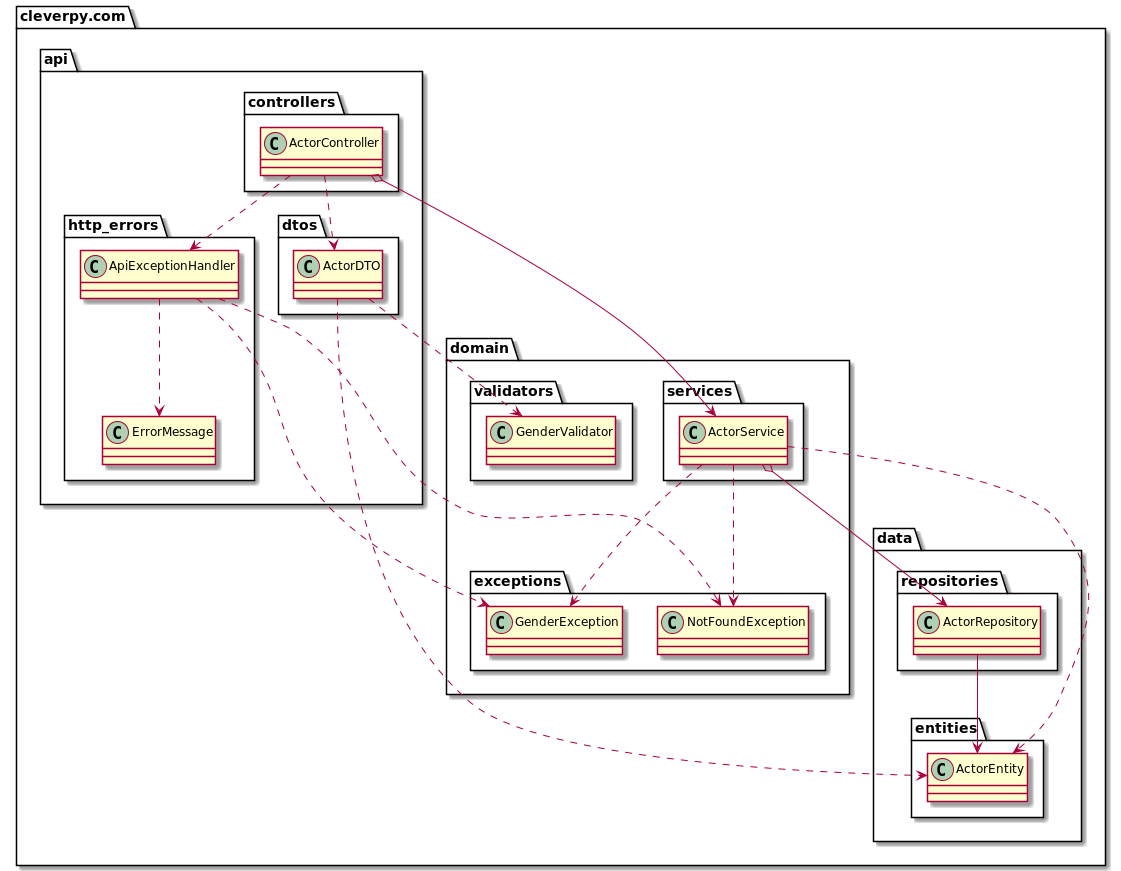 cleverpy.com
api
controllers
C ActorController
http_errors
C ApiExceptionHandler
dtos
C ActorDTO
C ErrorMessage
domain
validators
C GenderValidator
services
C ActorService
exceptions
C GenderException
C NotFoundException
data
repositories
C ActorRepository
entities
C ActorEntity